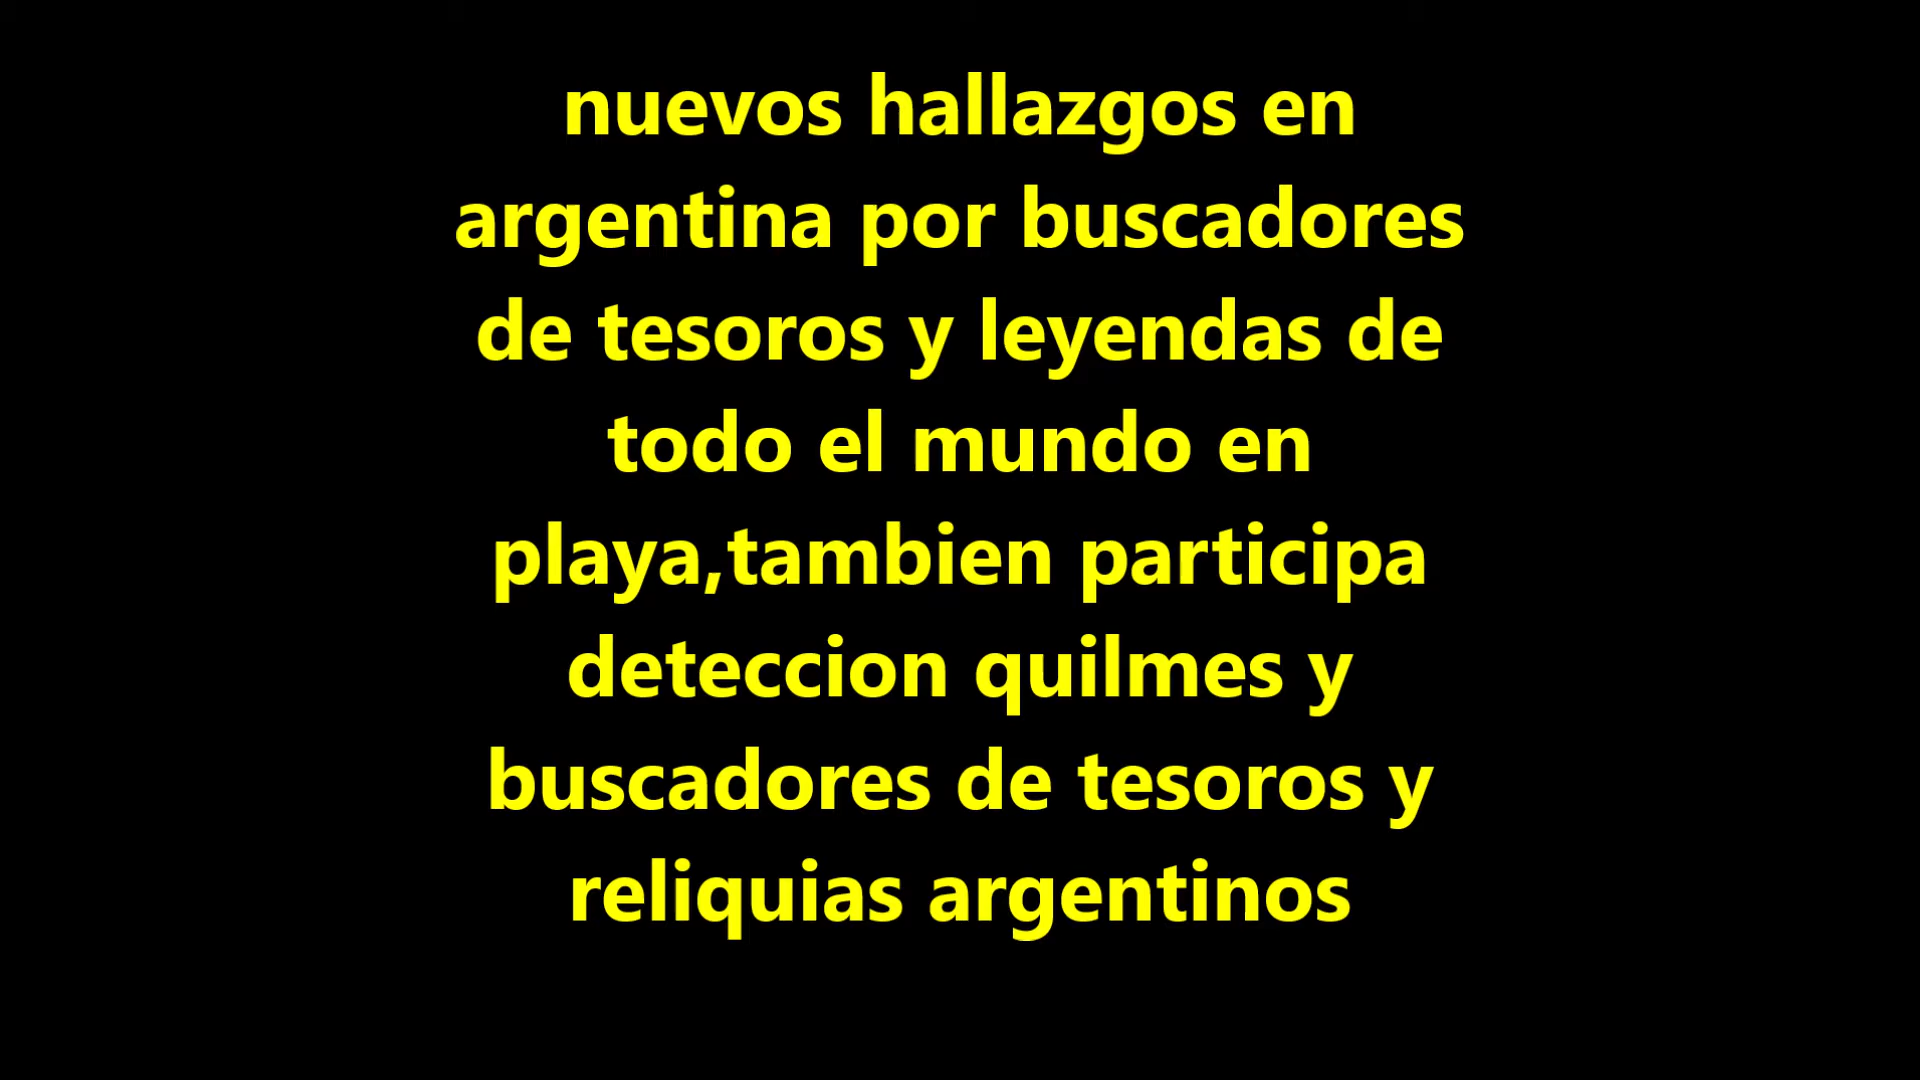 nuevos hallazgos en
argentina por buscadores
de tesoros y leyendas de
todo el mundo en
playa,tambien participa
deteccion quilmes y
buscadores de tesoros y
reliquias argentinos